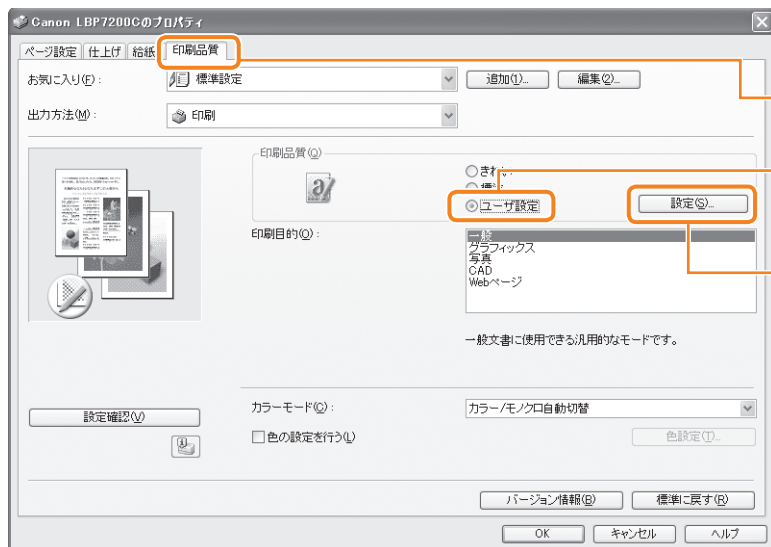 Canon LBP7200Cのプロパティ
ページ設定 仕上げ 給紙 印刷品質
お気に入り(F): 標準設定 追加(1)... 編集(2)...
出力方法(M): 印刷
印刷品質(Q)
ユーザ設定 設定(S)...
印刷目的(O): 一般
グラフィックス
写真
CAD
Webページ
一般文書に使用できる汎用的なモードです。
設定確認(V)
カラーモード(C): カラー/モノクロ自動切替
色の設定を行う(L) 色設定(T)...
バージョン情報(B) 標準に戻す(R)
OK キャンセル ヘルプ